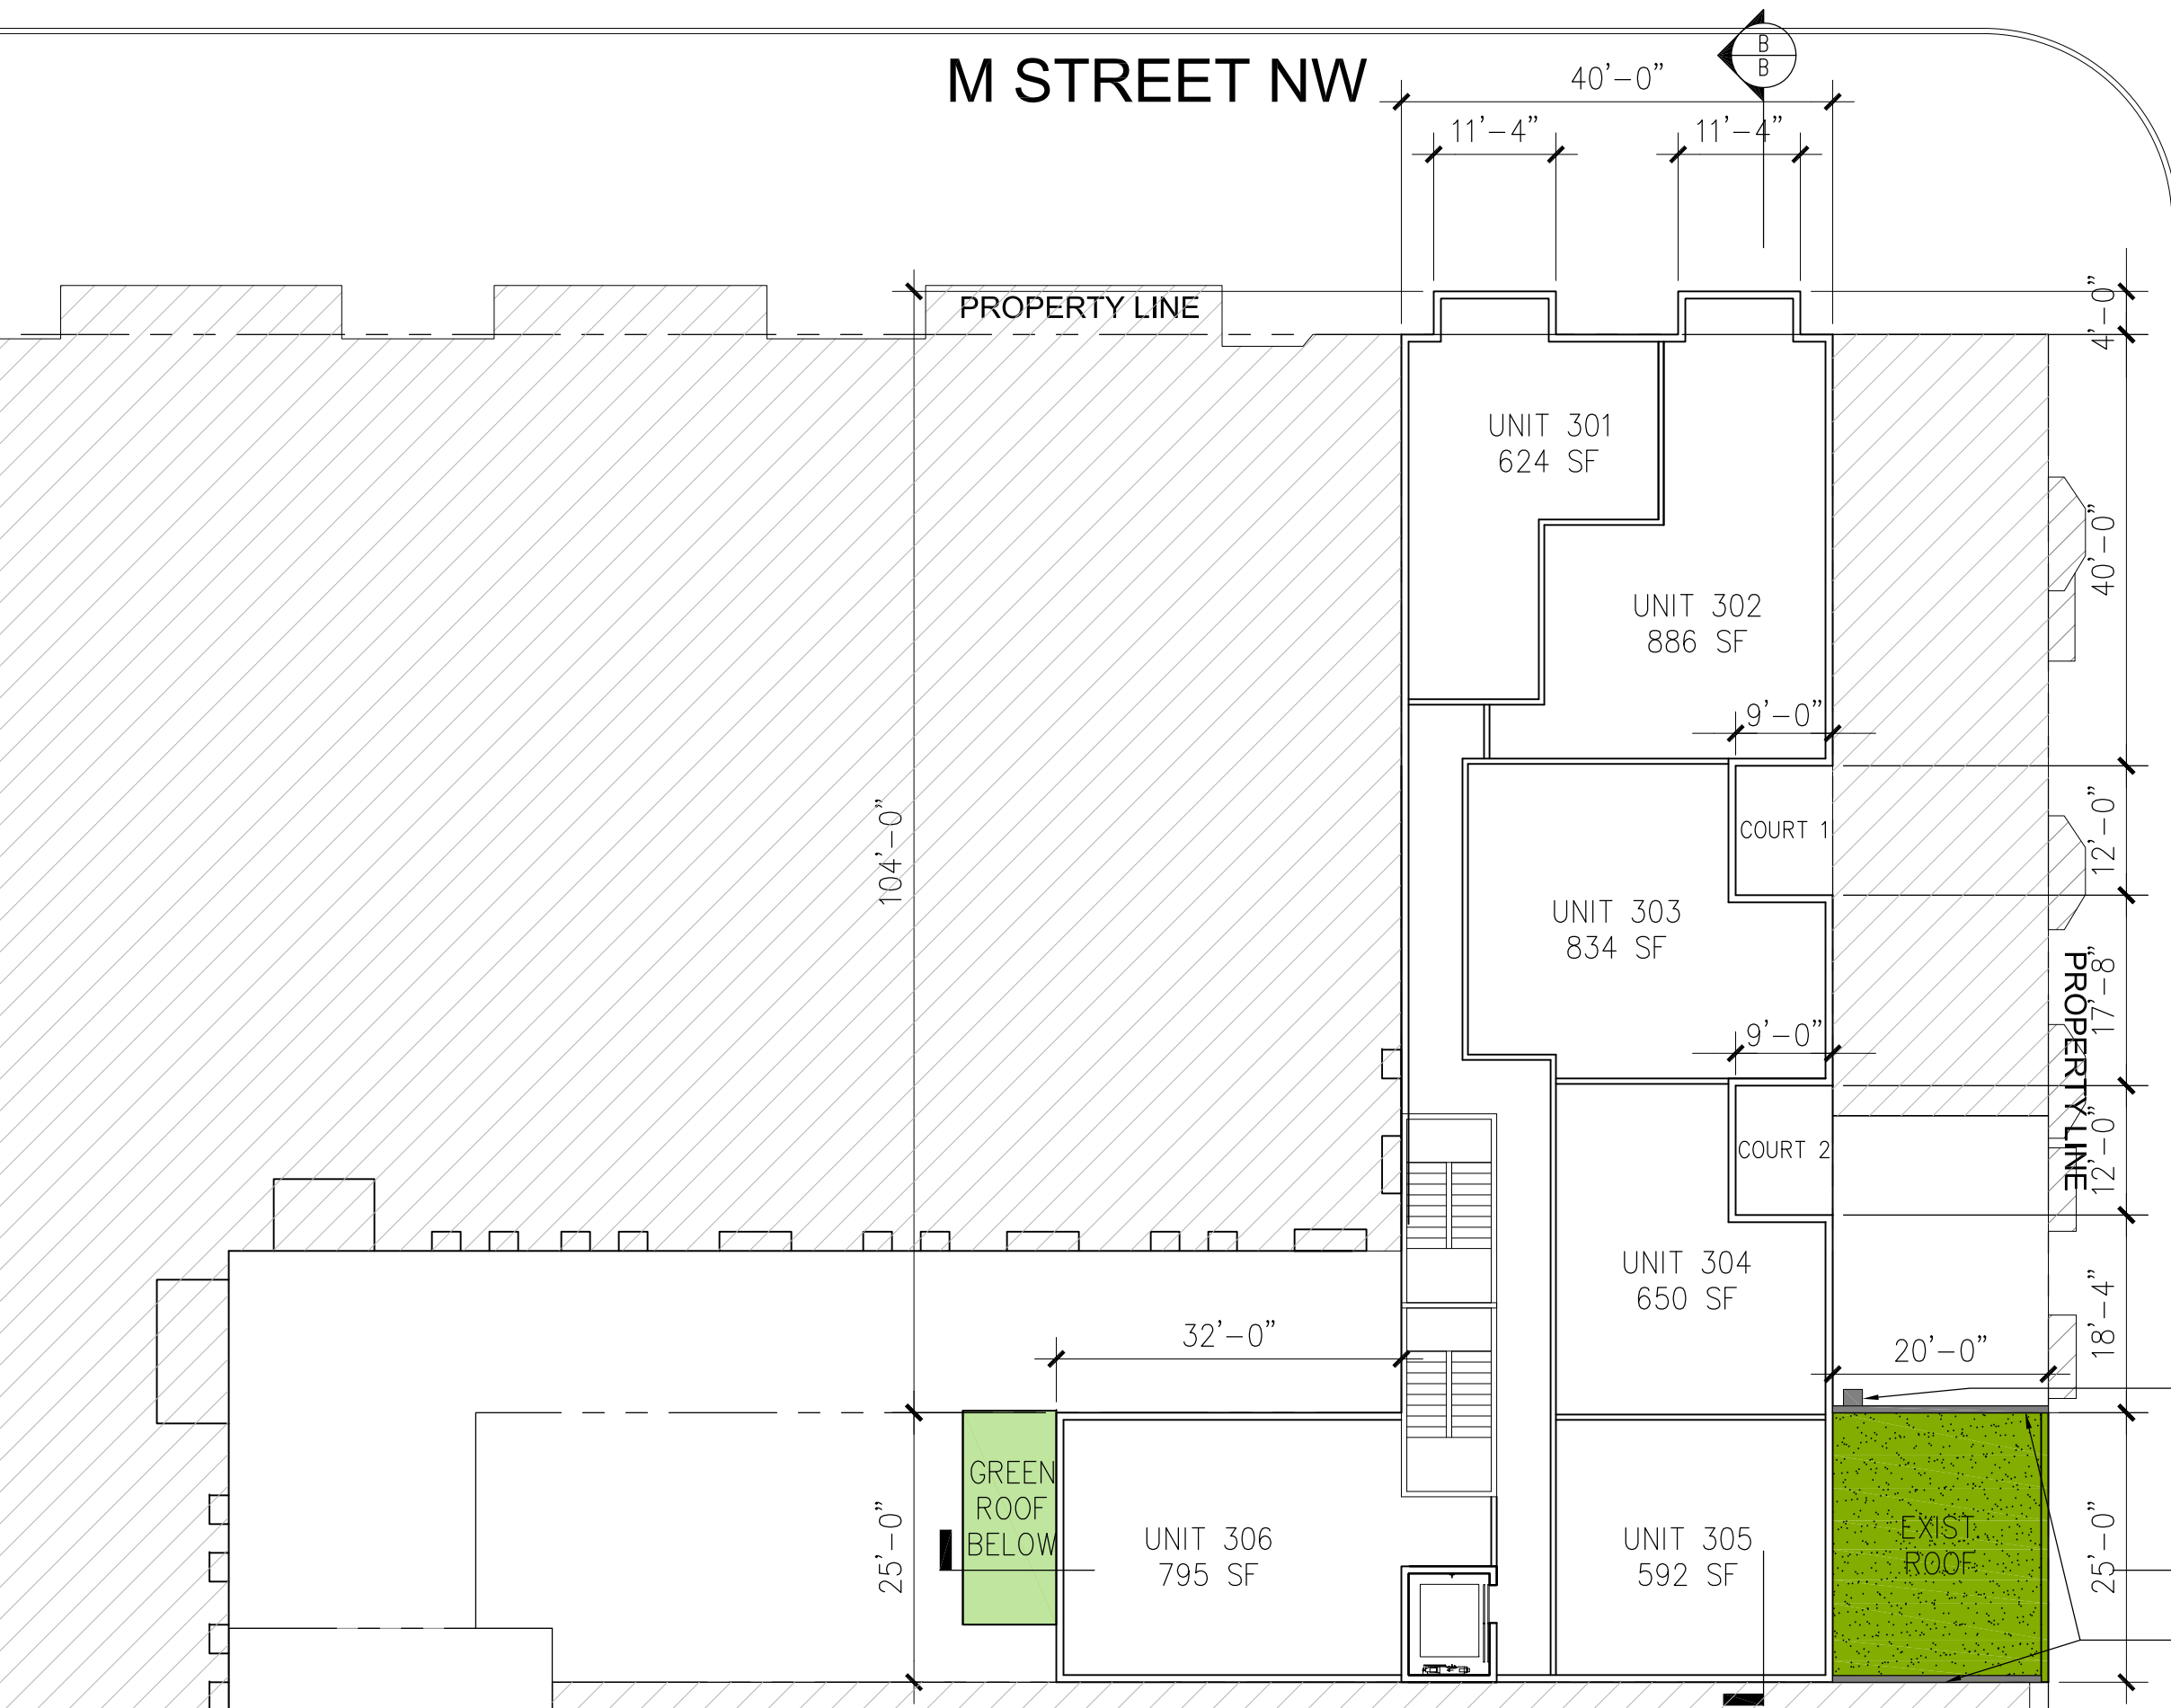 M STREET NW
B
B
40'-0"
11'-4"
11'-4"
PROPERTY LINE
4'-0"
UNIT 301
624 SF
40'-0"
UNIT 302
886 SF
9'-0"
104'-0"
COURT 1
12'-0"
UNIT 303
834 SF
17'-8"
PROPERTY LINE
9'-0"
COURT 2
12'-0"
UNIT 304
650 SF
18'-4"
32'-0"
20'-0"
GREEN
ROOF
BELOW
25'-0"
UNIT 306
795 SF
UNIT 305
592 SF
EXIST
ROOF
25'-0"